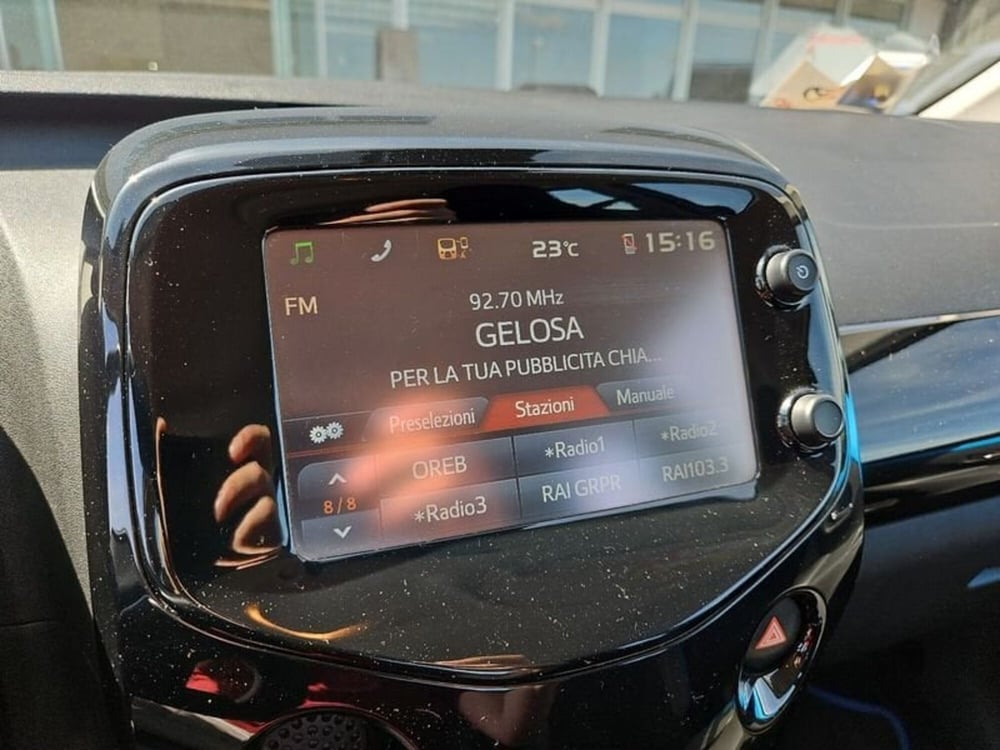 23°C 15:16
FM
92.70 MHz
GELOSA
PER LA TUA PUBBLICITA CHIA...
Preselezioni Stazioni Manuale
OREB *Radio1 *Radio2
8/8
*Radio3 RAI GRPR RAI103.3